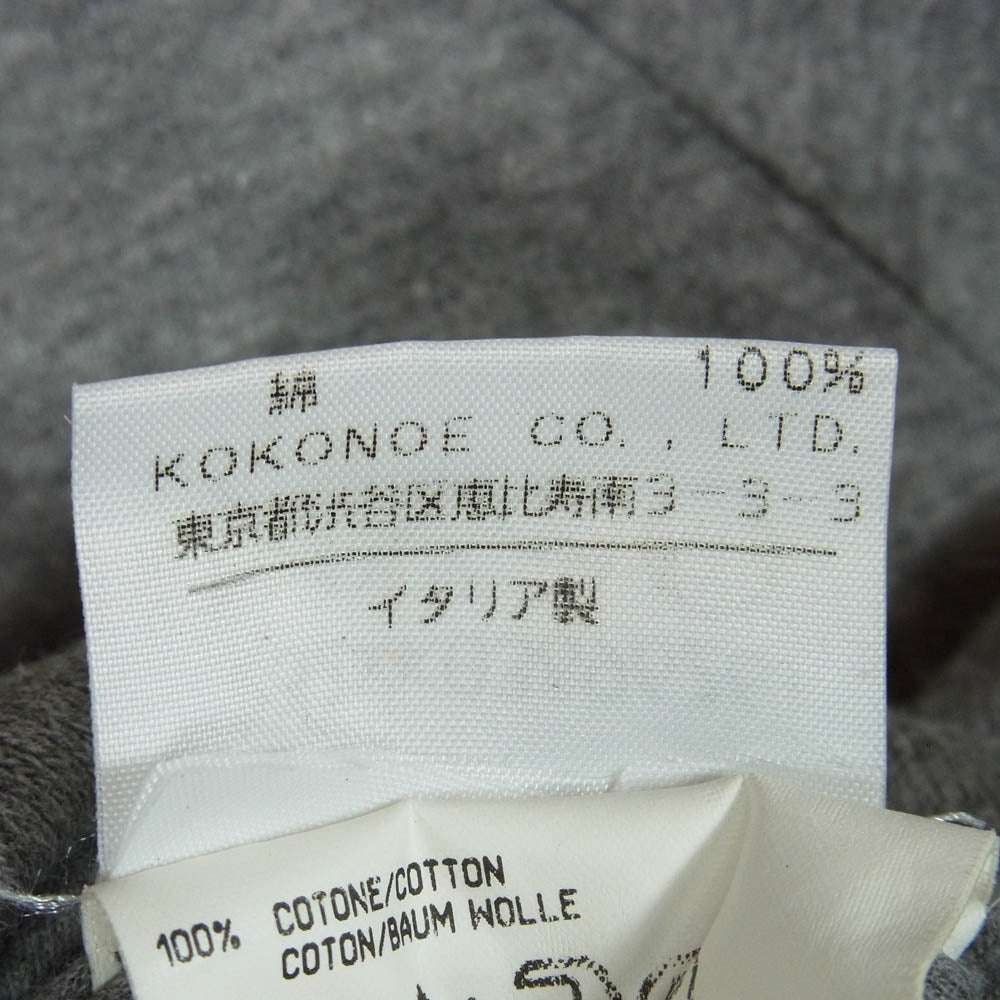 綿 100%
KOKONOE CO., LTD.
東京都渋谷区恵比寿南3-3-3
イタリア製
100% COTONE/COTTON
COTON/BAUM WOLLE